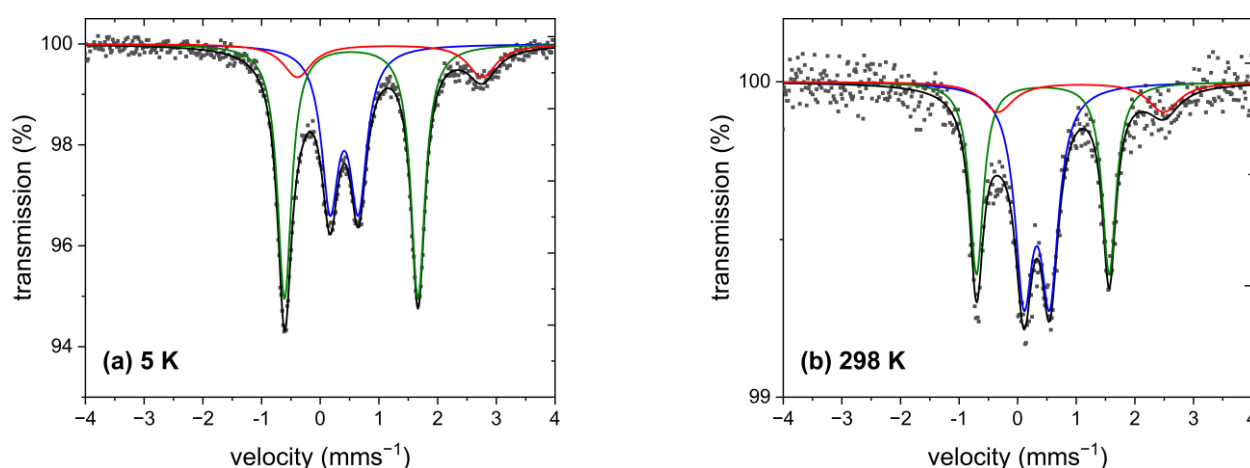 100
98
96
94
transmission (%)
(a) 5 K
−4 −3 −2 -1 0 1 2 3 4
velocity (mms⁻¹)
100
99
transmission (%)
(b) 298 K
−4 −3 −2 -1 0 1 2 3 4
velocity (mms⁻¹)